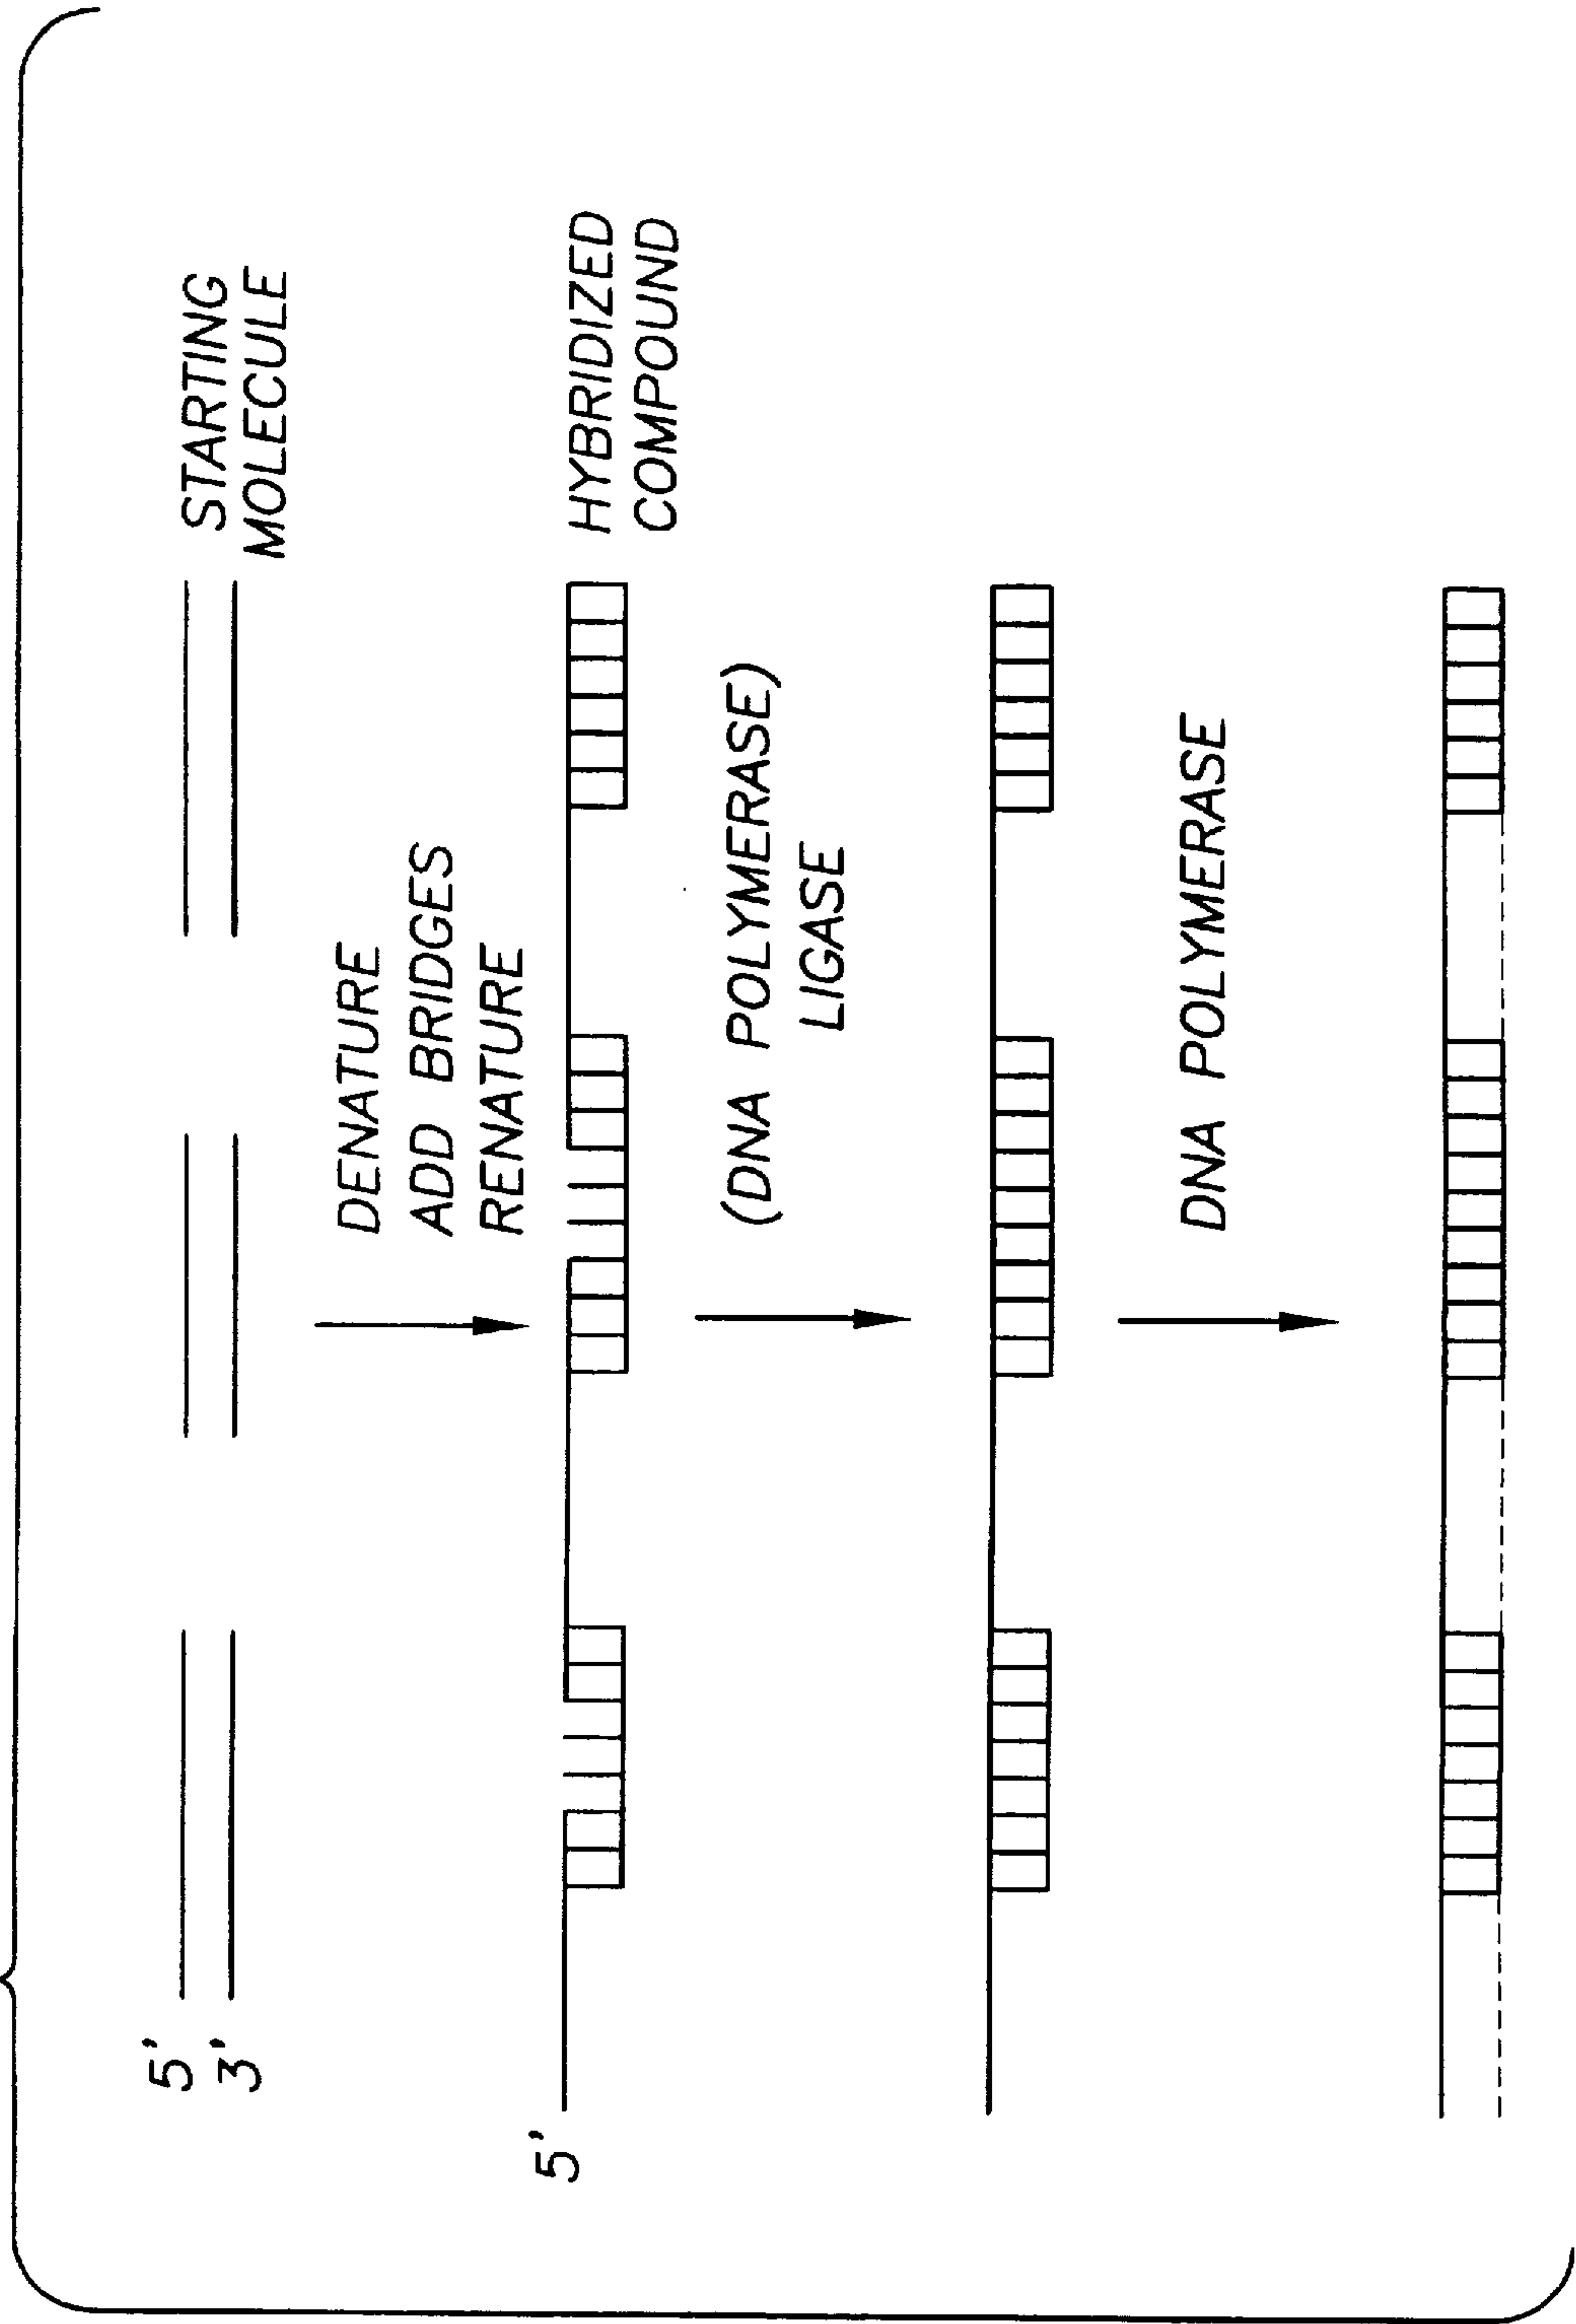 5'
3'
STARTING
MOLECULE
DENATURE
ADD BRIDGES
RENATURE
5'
HYBRIDIZED
COMPOUND
(DNA POLYMERASE)
LIGASE
DNA POLYMERASE